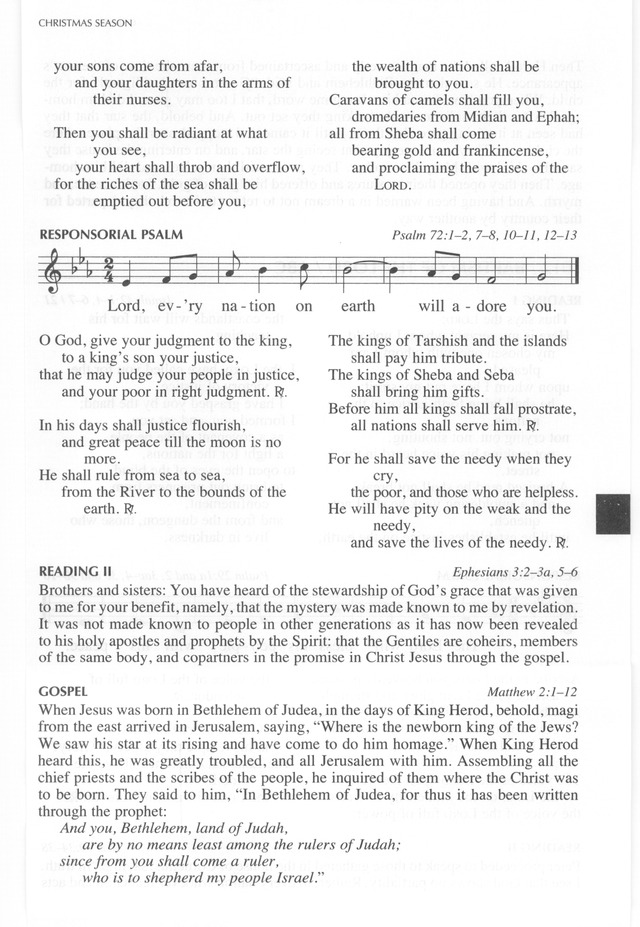 CHRISTMAS SEASON
your sons come from afar,
and your daughters in the arms of
their nurses.
Then you shall be radiant at what
you see,
your heart shall throb and overflow,
for the riches of the sea shall be
emptied out before you,
the wealth of nations shall be
brought to you.
Caravans of camels shall fill you,
dromedaries from Midian and Ephah;
all from Sheba shall come
bearing gold and frankincense,
and proclaiming the praises of the
LORD.
RESPONSORIAL PSALM Psalm 72:1–2, 7–8, 10–11, 12–13
2
4
Lord, ev-'ry na-tion on earth will a-dore you.
O God, give your judgment to the king,
to a king's son your justice,
that he may judge your people in justice,
and your poor in right judgment. ℟.
In his days shall justice flourish,
and great peace till the moon is no
more.
He shall rule from sea to sea,
from the River to the bounds of the
earth. ℟.
The kings of Tarshish and the islands
shall pay him tribute.
The kings of Sheba and Seba
shall bring him gifts.
Before him all kings shall fall prostrate,
all nations shall serve him. ℟.
For he shall save the needy when they
cry,
the poor, and those who are helpless.
He will have pity on the weak and the
needy,
and save the lives of the needy. ℟.
READING II Ephesians 3:2–3a, 5–6
Brothers and sisters: You have heard of the stewardship of God's grace that was given
to me for your benefit, namely, that the mystery was made known to me by revelation.
It was not made known to people in other generations as it has now been revealed
to his holy apostles and prophets by the Spirit: that the Gentiles are coheirs, members
of the same body, and copartners in the promise in Christ Jesus through the gospel.
GOSPEL Matthew 2:1–12
When Jesus was born in Bethlehem of Judea, in the days of King Herod, behold, magi
from the east arrived in Jerusalem, saying, “Where is the newborn king of the Jews?
We saw his star at its rising and have come to do him homage.” When King Herod
heard this, he was greatly troubled, and all Jerusalem with him. Assembling all the
chief priests and the scribes of the people, he inquired of them where the Christ was
to be born. They said to him, “In Bethlehem of Judea, for thus it has been written
through the prophet:
And you, Bethlehem, land of Judah,
are by no means least among the rulers of Judah;
since from you shall come a ruler,
who is to shepherd my people Israel.”